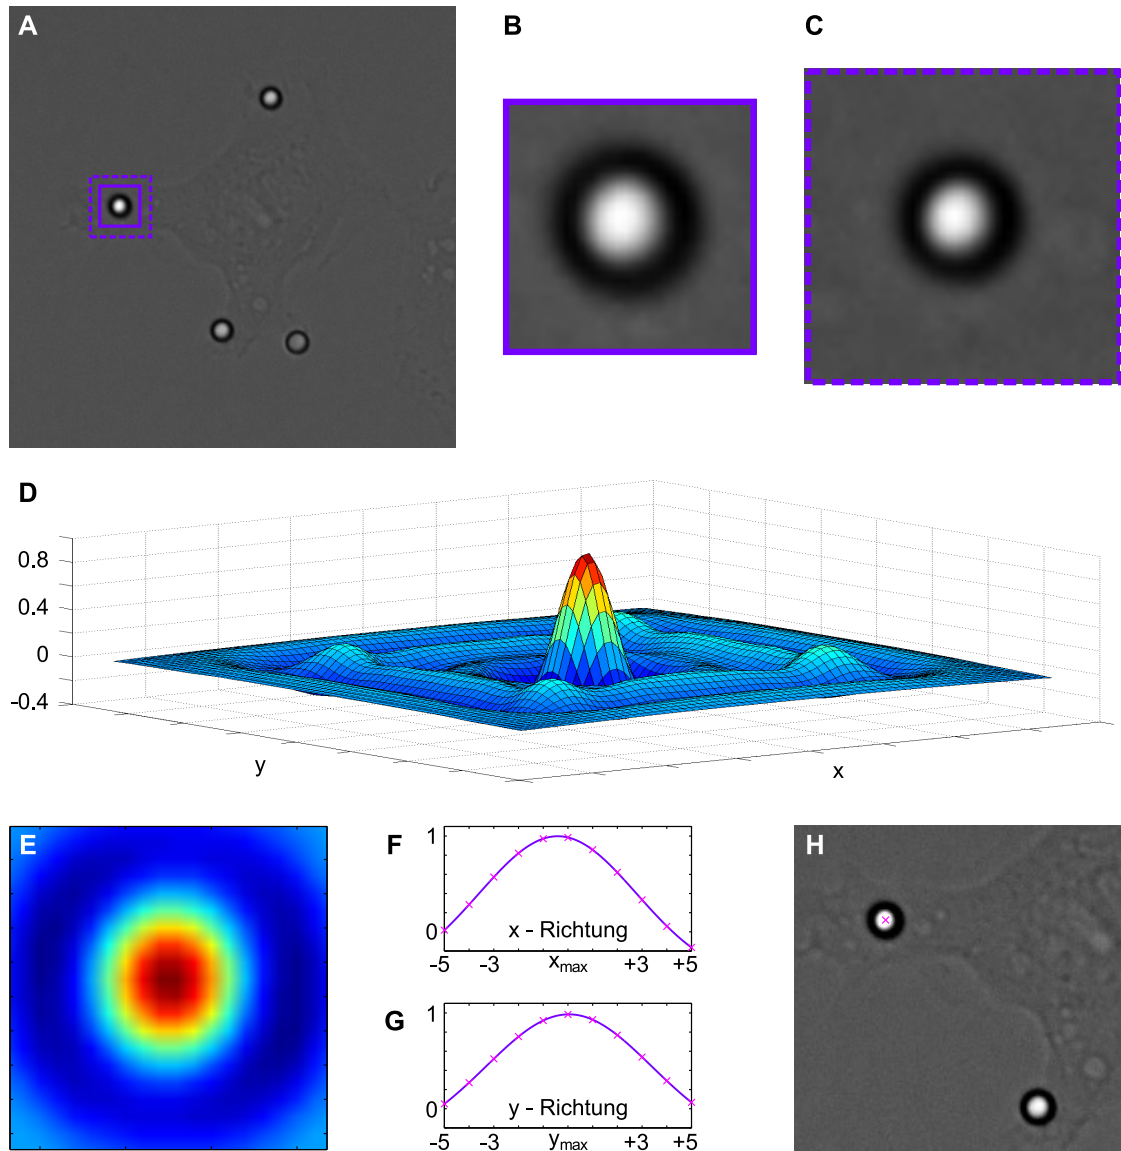 A
B
C
D
0.8
0.4
0
-0.4
y
x
E
F
1
0
x - Richtung
-5 -3 xmax +3 +5
G
1
0
y - Richtung
-5 -3 ymax +3 +5
H